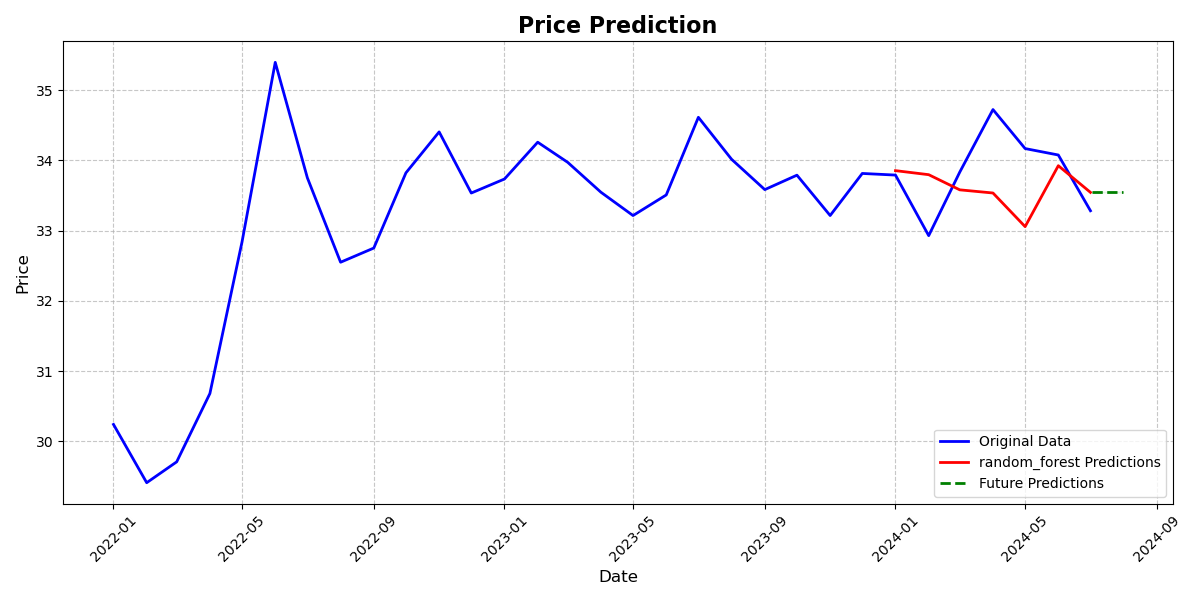 Price Prediction
Price
35
34
33
32
31
30
Original Data
random_forest Predictions
Future Predictions
2022-01
2022-05
2022-09
2023-01
2023-05
2023-09
2024-01
2024-05
2024-09
Date